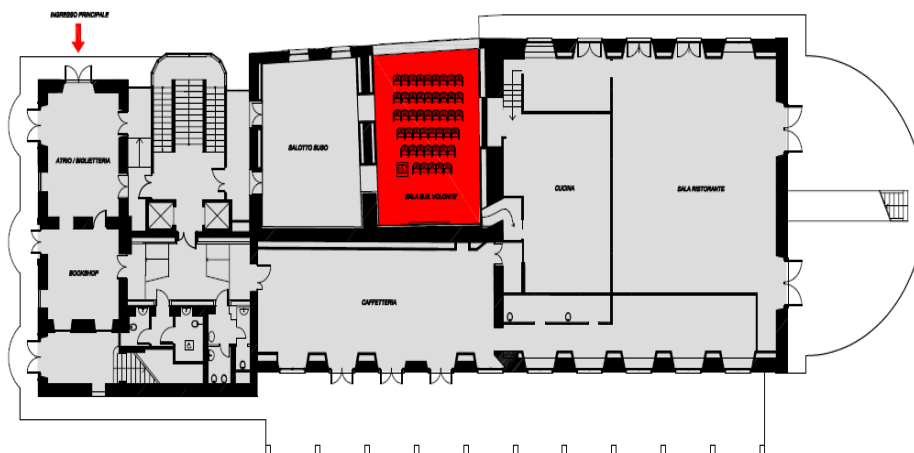 INGRESSO PRINCIPALE
SALOTTO SUSO
ATRIO / BIGLIETTERIA
SALA G.M. VOLONTE'
CUCINA
SALA RISTORANTE
BOOKSHOP
CAFFETTERIA